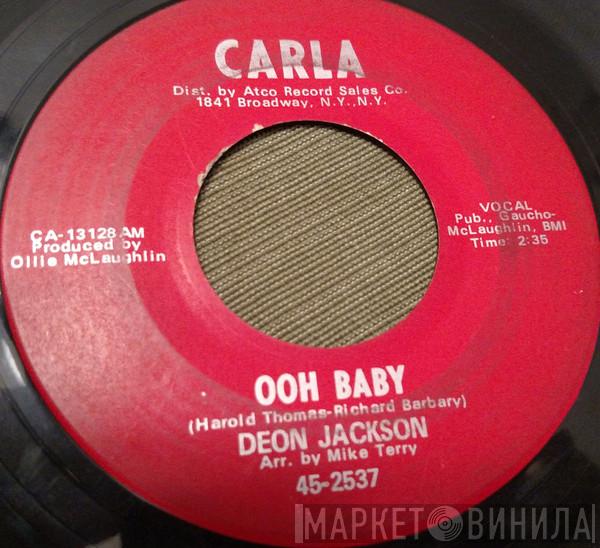 CARLA
Dist. by Atco Record Sales Co.
1841 Broadway, N.Y., N.Y.
CA-13128 AM
Produced by
Ollie McLaughlin
VOCAL
Pub., Gaucho-
McLaughlin, BMI
Time: 2:35
OOH BABY
(Harold Thomas-Richard Barbary)
DEON JACKSON
Arr. by Mike Terry
45-2537
МАРКЕТ ВИНИЛА